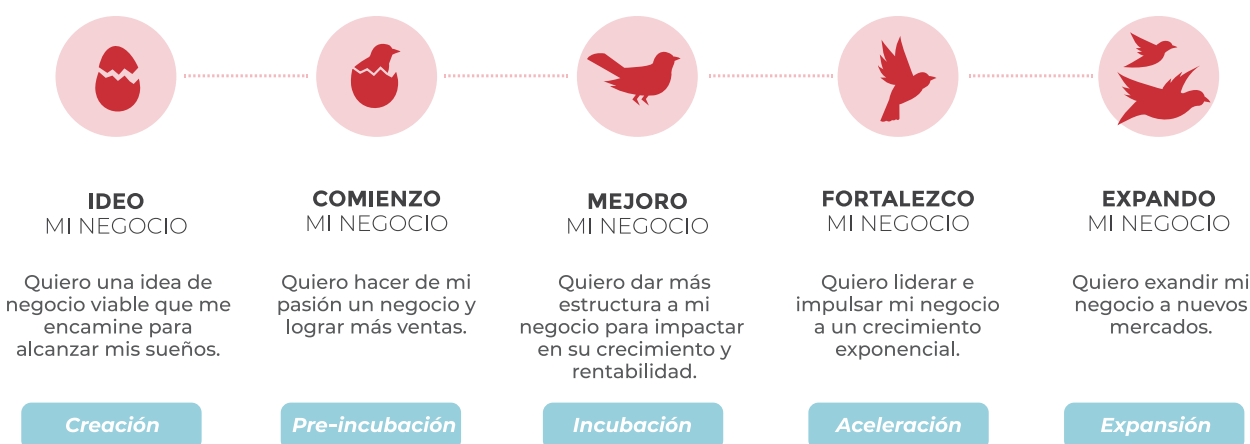 IDEO
MI NEGOCIO
Quiero una idea de
negocio viable que me
encamine para
alcanzar mis sueños.
Creación
COMIENZO
MI NEGOCIO
Quiero hacer de mi
pasión un negocio y
lograr más ventas.
Pre-incubación
MEJORO
MI NEGOCIO
Quiero dar más
estructura a mi
negocio para impactar
en su crecimiento y
rentabilidad.
Incubación
FORTALEZCO
MI NEGOCIO
Quiero liderar e
impulsar mi negocio
a un crecimiento
exponencial.
Aceleración
EXPANDO
MI NEGOCIO
Quiero exandir mi
negocio a nuevos
mercados.
Expansión